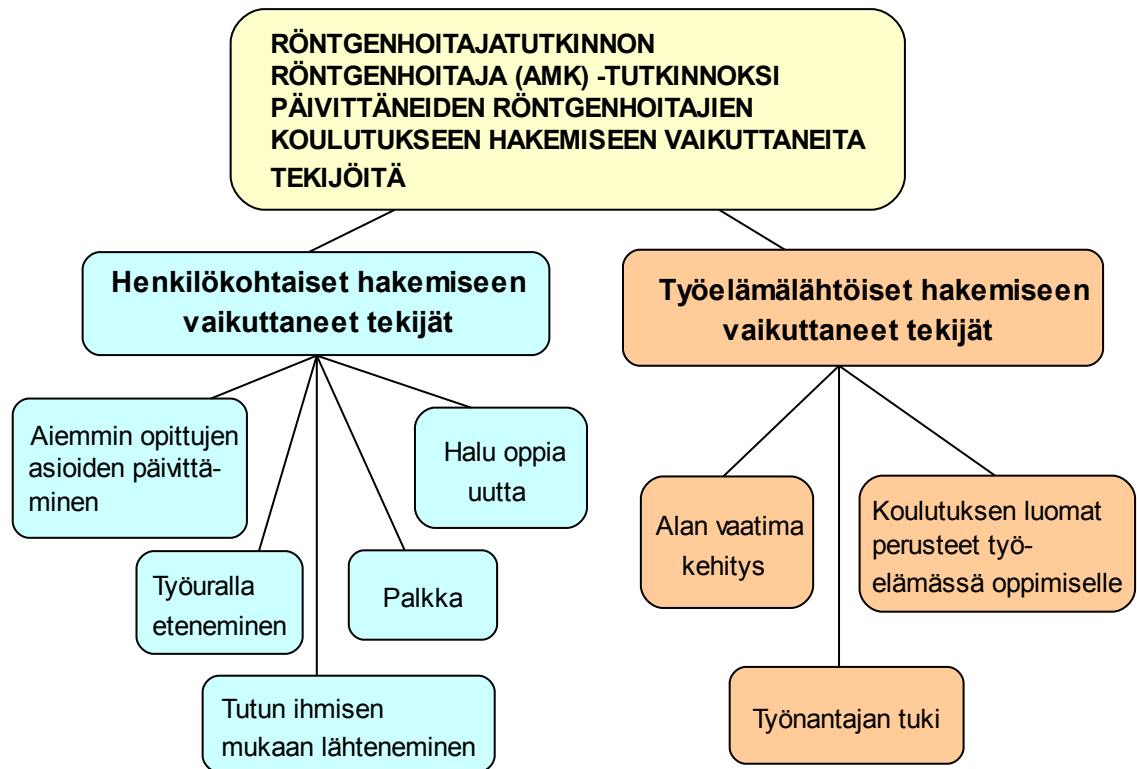 RÖNTGENHOITAJATUTKINNON
RÖNTGENHOITAJA (AMK) -TUTKINNOKSI
PÄIVITTÄNEIDEN RÖNTGENHOITAJIEN
KOULUTUKSEEN HAKEMISEEN VAIKUTTANEITA
TEKIJÖITÄ
Henkilökohtaiset hakemiseen
vaikuttaneet tekijät
Työelämälähtöiset hakemiseen
vaikuttaneet tekijät
Aiemmin opittujen
asioiden päivittä-
minen
Työuralla
eteneminen
Tutun ihmisen
mukaan lähteneminen
Palkka
Halu oppia
uutta
Alan vaatima
kehitys
Työnantajan tuki
Koulutuksen luomat
perusteet työ-
elämässä oppimiselle